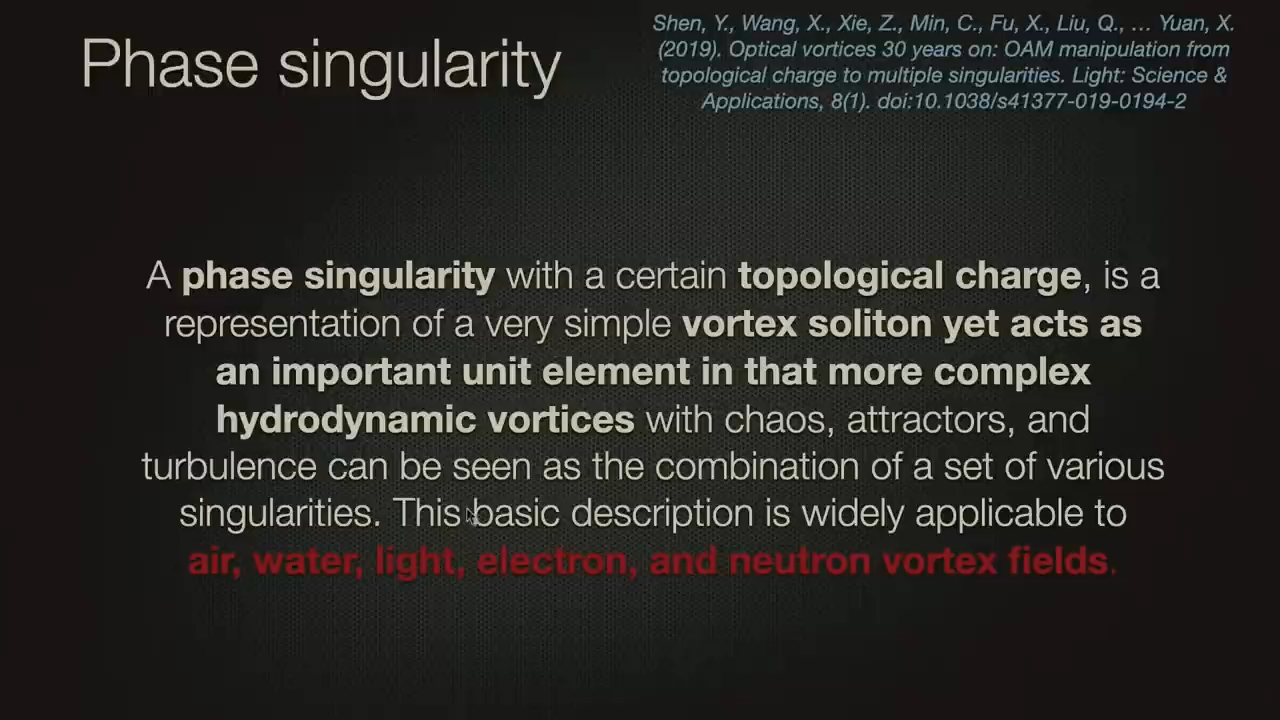 Phase singularity
Shen, Y., Wang, X., Xie, Z., Min, C., Fu, X., Liu, Q., … Yuan, X.
(2019). Optical vortices 30 years on: OAM manipulation from
topological charge to multiple singularities. Light: Science &
Applications, 8(1). doi:10.1038/s41377-019-0194-2
A phase singularity with a certain topological charge, is a
representation of a very simple vortex soliton yet acts as
an important unit element in that more complex
hydrodynamic vortices with chaos, attractors, and
turbulence can be seen as the combination of a set of various
singularities. This basic description is widely applicable to
air, water, light, electron, and neutron vortex fields.